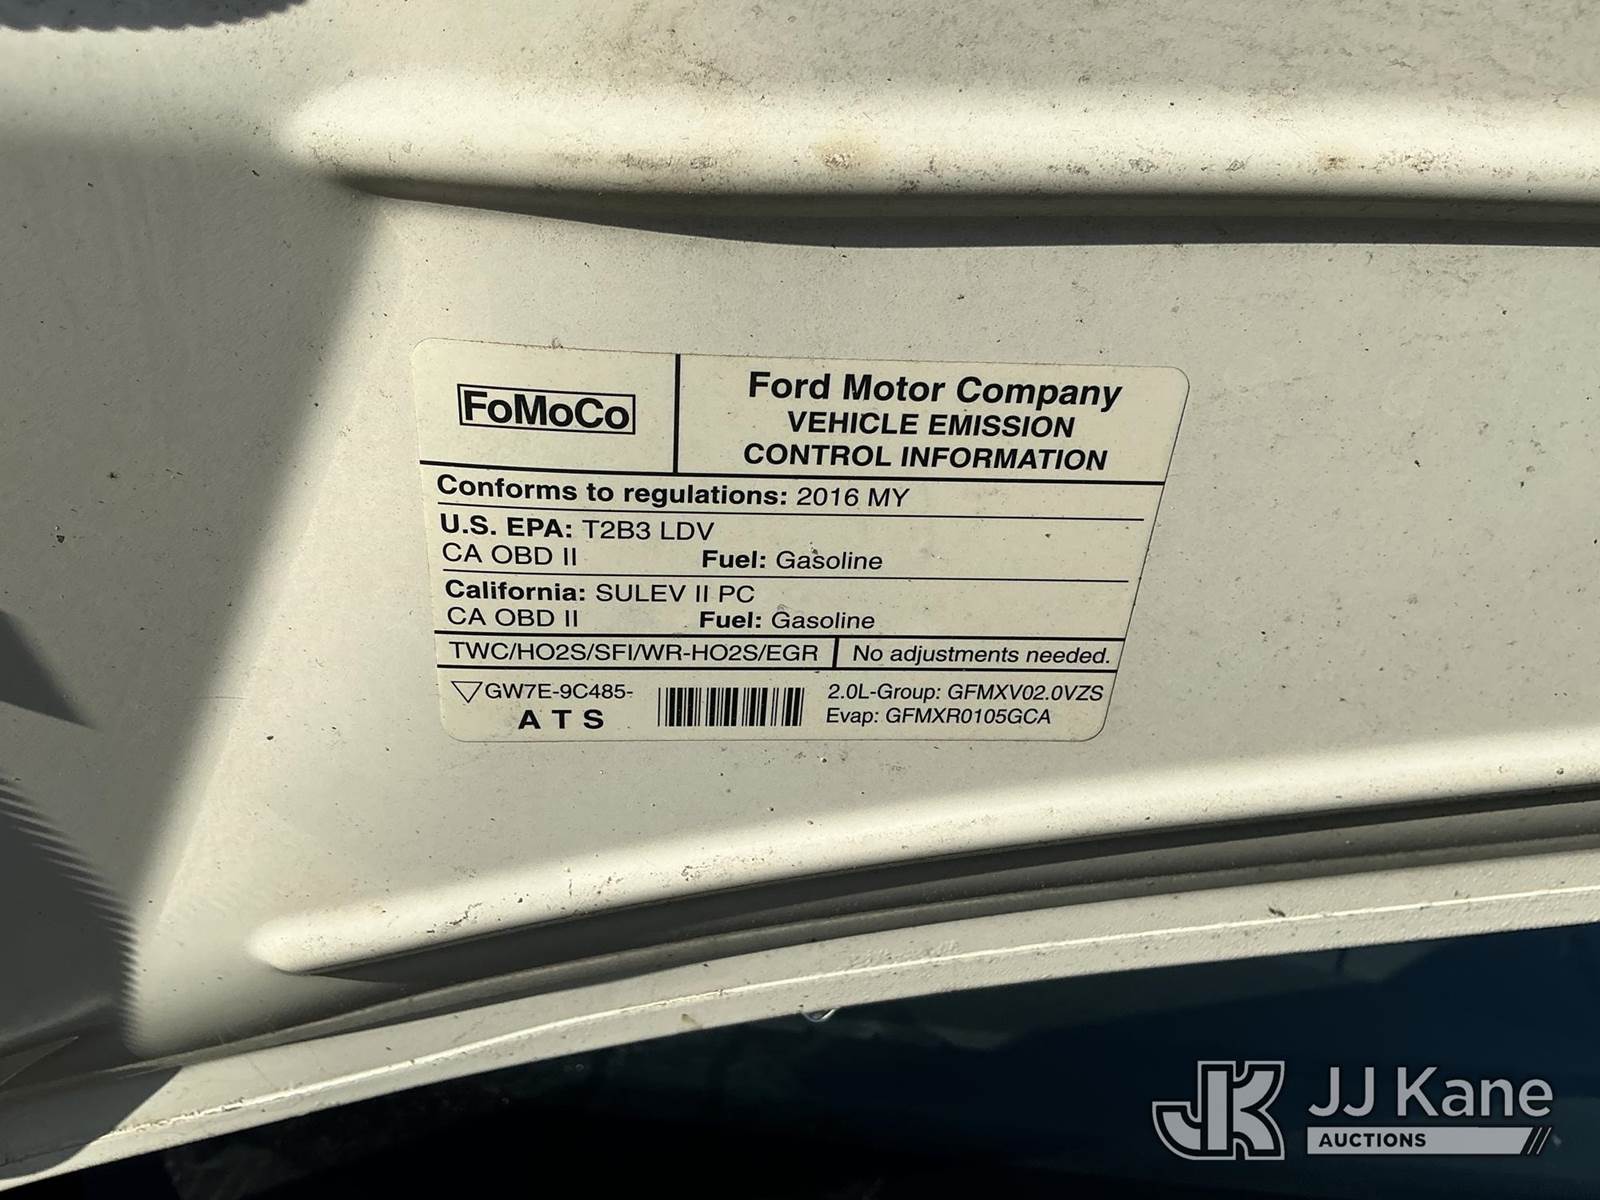 FoMoCo
Ford Motor Company
VEHICLE EMISSION
CONTROL INFORMATION
Conforms to regulations: 2016 MY
U.S. EPA: T2B3 LDV
CA OBD II Fuel: Gasoline
California: SULEV II PC
CA OBD II Fuel: Gasoline
TWC/HO2S/SFI/WR-HO2S/EGR No adjustments needed.
GW7E-9C485-
A T S
2.0L-Group: GFMXV02.0VZS
Evap: GFMXR0105GCA
JK JJ Kane
AUCTIONS